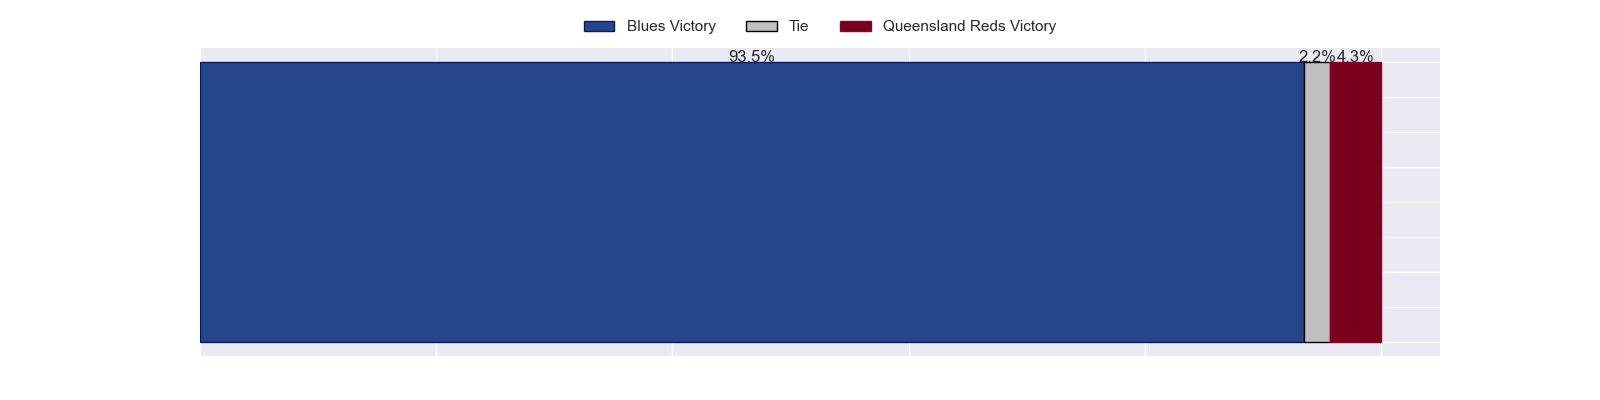 Blues Victory Tie Queensland Reds Victory
93.5% 2.2% 4.3%